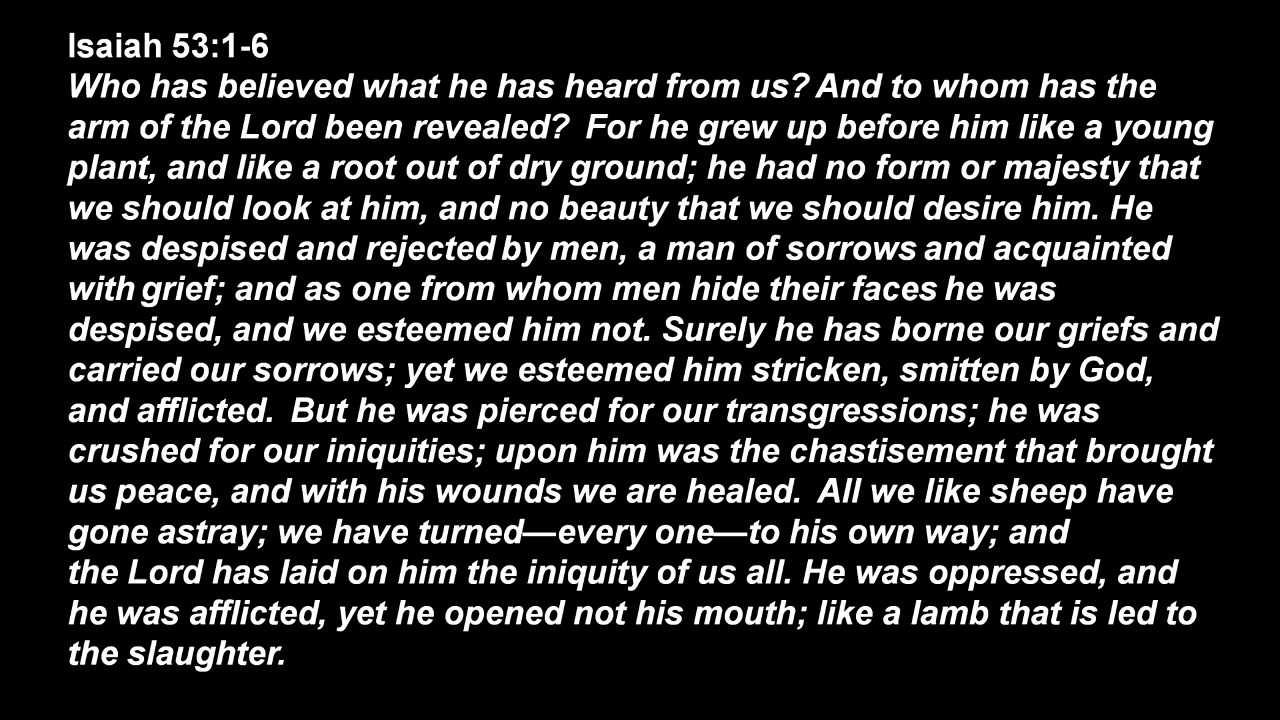 Isaiah 53:1-6
Who has believed what he has heard from us? And to whom has the
arm of the Lord been revealed?  For he grew up before him like a young
plant, and like a root out of dry ground; he had no form or majesty that
we should look at him, and no beauty that we should desire him. He
was despised and rejected by men, a man of sorrows and acquainted
with grief; and as one from whom men hide their faces he was
despised, and we esteemed him not. Surely he has borne our griefs and
carried our sorrows; yet we esteemed him stricken, smitten by God,
and afflicted.  But he was pierced for our transgressions; he was
crushed for our iniquities; upon him was the chastisement that brought
us peace, and with his wounds we are healed.  All we like sheep have
gone astray; we have turned—every one—to his own way; and
the Lord has laid on him the iniquity of us all. He was oppressed, and
he was afflicted, yet he opened not his mouth; like a lamb that is led to
the slaughter.